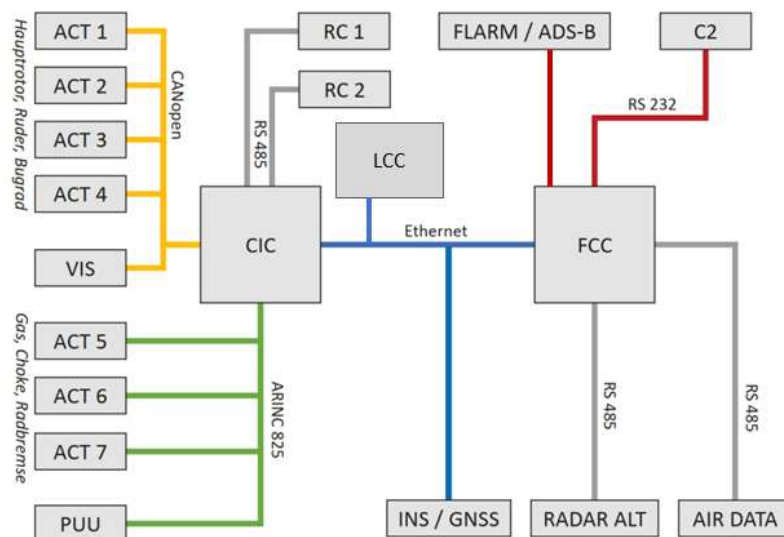 ACT 1
ACT 2
ACT 3
ACT 4
VIS
Hauptrotor, Ruder, Bugrad
CANopen
RC 1
RC 2
RS 485
LCC
FLARM / ADS-B
C2
RS 232
CIC
Ethernet
FCC
ACT 5
ACT 6
ACT 7
PUU
Gas, Choke, Radbremse
ARINC 825
RS 485
RS 485
INS / GNSS
RADAR ALT
AIR DATA